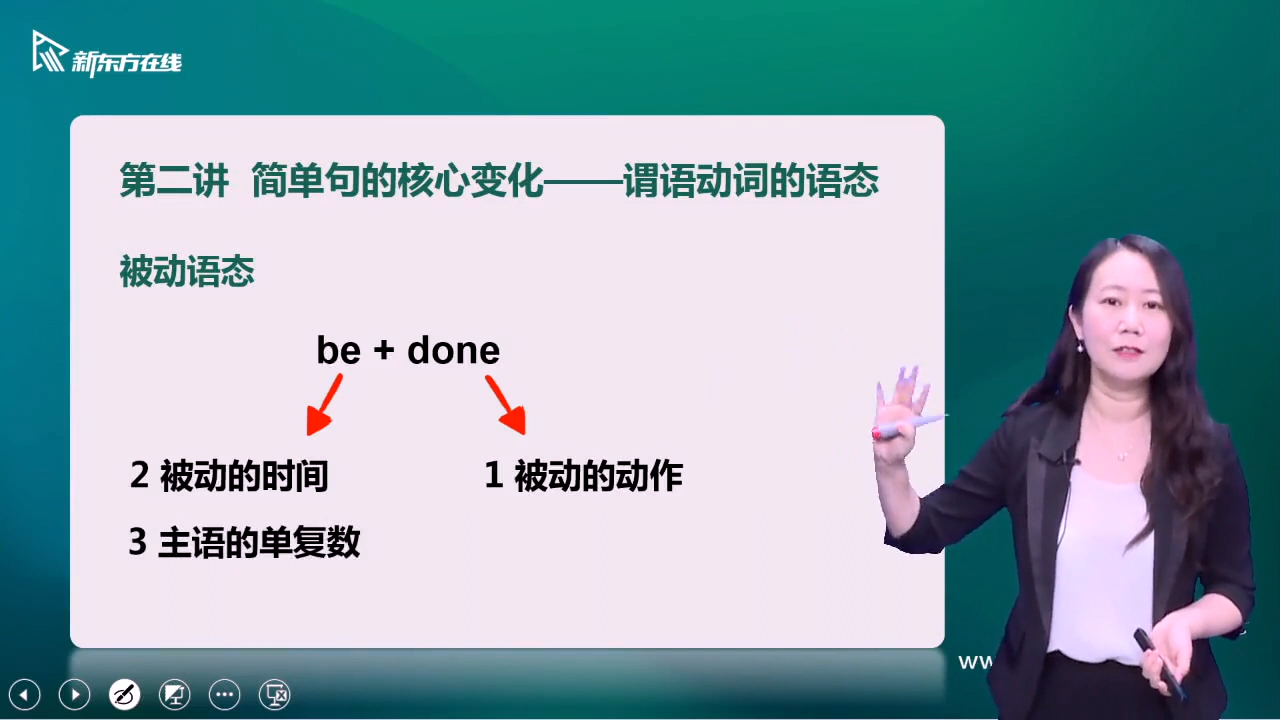 新东方在线
第二讲 简单句的核心变化——谓语动词的语态
被动语态
be + done
2 被动的时间
1 被动的动作
3 主语的单复数